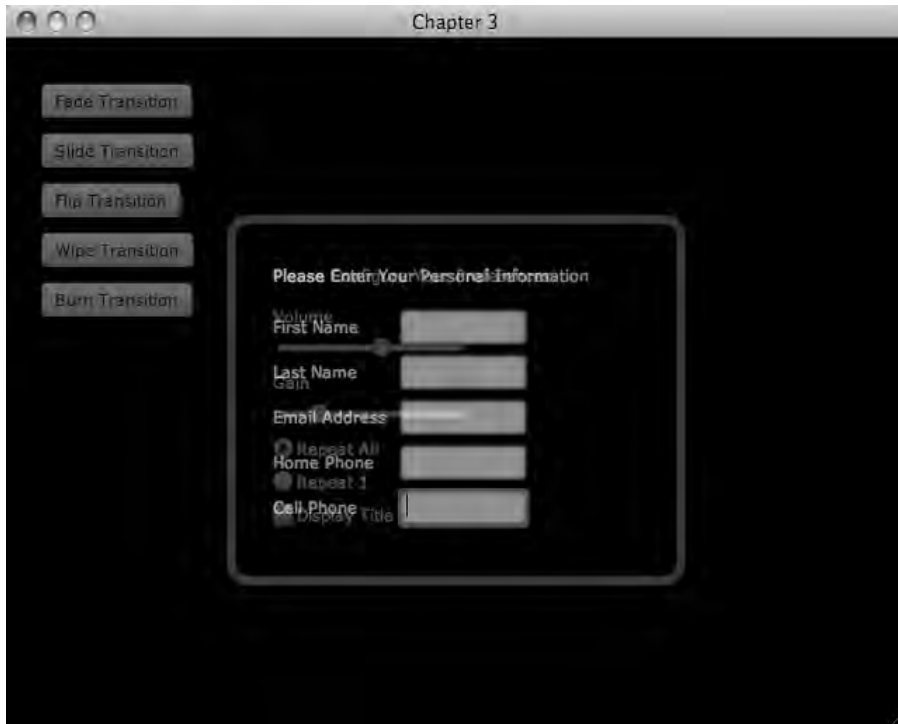 Chapter 3
Fade Transition
Slide Transition
Flip Transition
Wipe Transition
Burn Transition
Please Enter Your Personal Information
Volume
First Name
Last Name
Gain
Email Address
Repeat All
Home Phone
Repeat 1
Cell Phone
Display Title